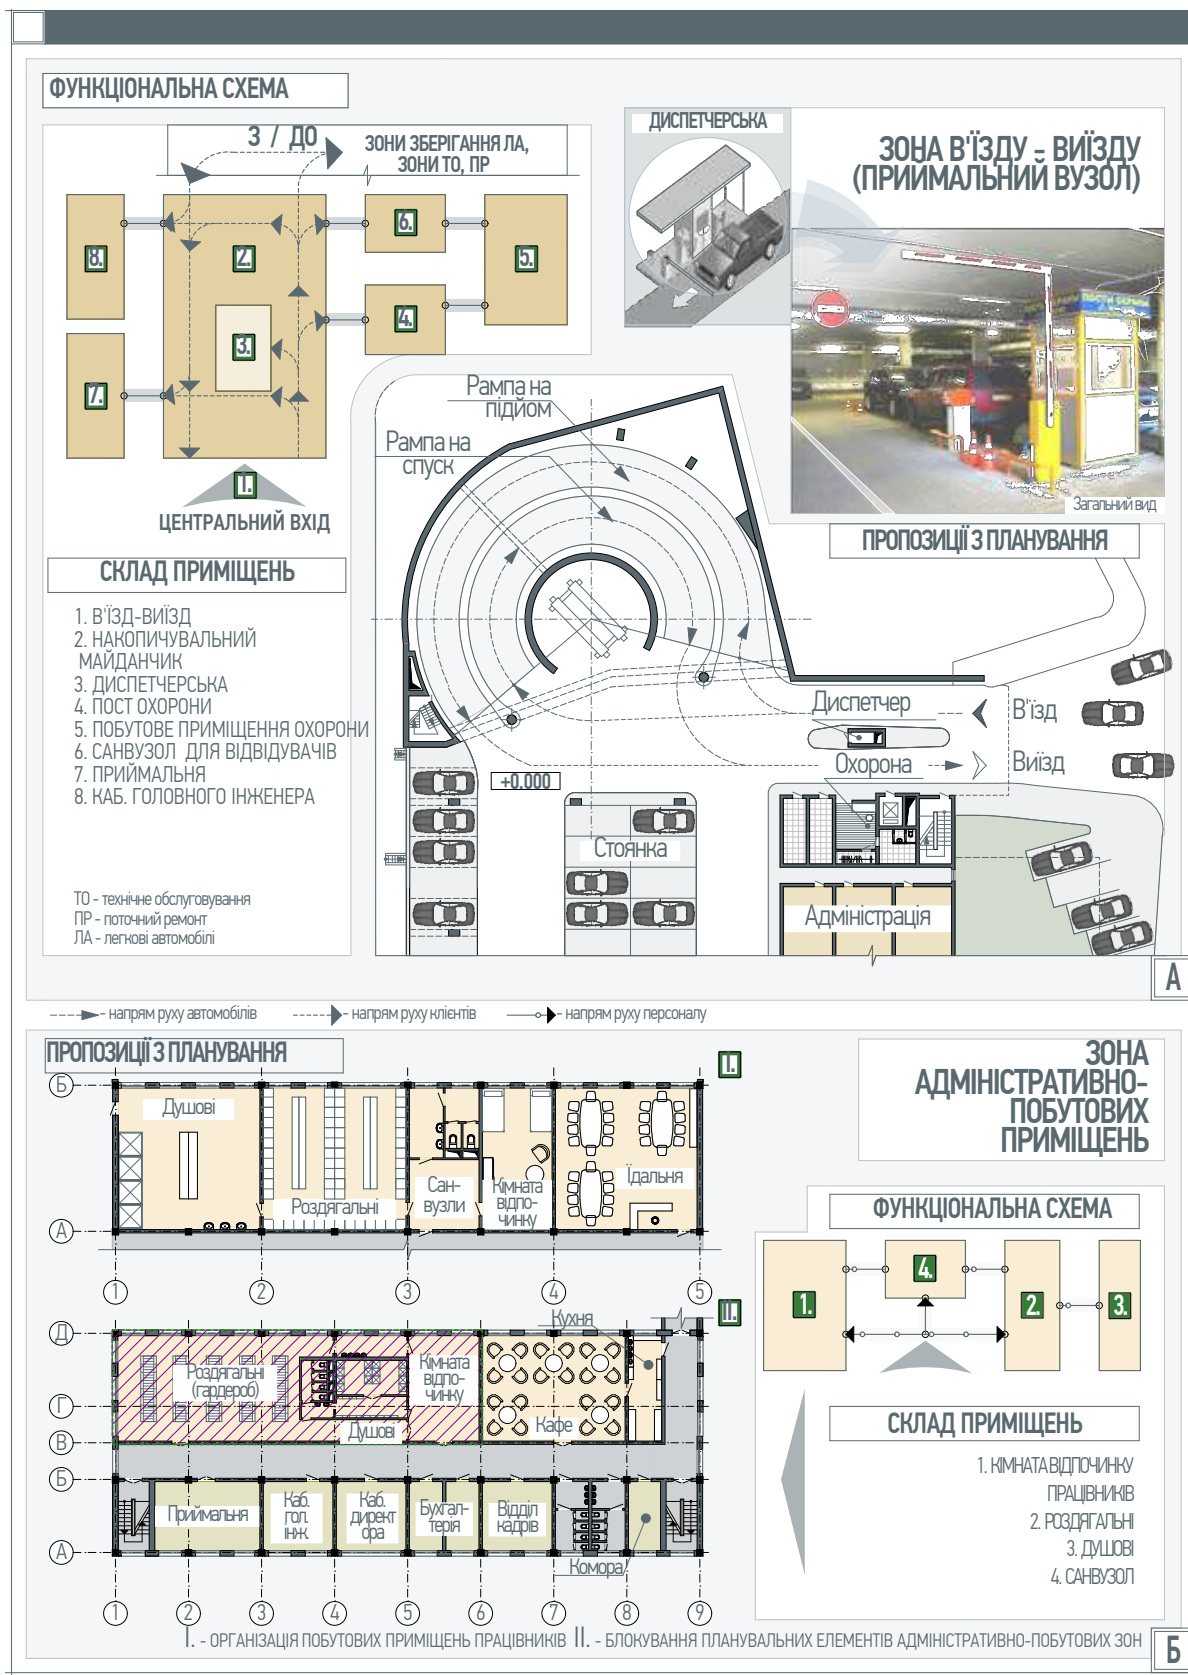 ФУНКЦІОНАЛЬНА СХЕМА
З / ДО
ЗОНИ ЗБЕРІГАННЯ ЛА,
ЗОНИ ТО, ПР
8.
2.
6.
5.
3.
4.
7.
1.
ЦЕНТРАЛЬНИЙ ВХІД
ДИСПЕТЧЕРСЬКА
ЗОНА В'ЇЗДУ - ВИЇЗДУ
(ПРИЙМАЛЬНИЙ ВУЗОЛ)
Загальний вид
ПРОПОЗИЦІЇ З ПЛАНУВАННЯ
СКЛАД ПРИМІЩЕНЬ
1. В'ЇЗД-ВИЇЗД
2. НАКОПИЧУВАЛЬНИЙ
МАЙДАНЧИК
3. ДИСПЕТЧЕРСЬКА
4. ПОСТ ОХОРОНИ
5. ПОБУТОВЕ ПРИМІЩЕННЯ ОХОРОНИ
6. САНВУЗОЛ ДЛЯ ВІДВІДУВАЧІВ
7. ПРИЙМАЛЬНЯ
8. КАБ. ГОЛОВНОГО ІНЖЕНЕРА
ТО - технічне обслуговування
ПР - поточний ремонт
ЛА - легкові автомобілі
Рампа на
підйом
Рампа на
спуск
Диспетчер
В'їзд
Охорона
Виїзд
+0,000
Стоянка
Адміністрація
А
- напрям руху автомобілів
- напрям руху клієнтів
- напрям руху персоналу
ПРОПОЗИЦІЇ З ПЛАНУВАННЯ
I.
ЗОНА
АДМІНІСТРАТИВНО-
ПОБУТОВИХ
ПРИМІЩЕНЬ
Б
А
Душові
Роздягальні
Сан-
вузли
Кімната
відпо-
чинку
Їдальня
1
2
3
4
5
II.
Кухня
Д
Г
В
Б
А
Роздягальні
(гардероб)
Кімната
відпо-
чинку
Душові
Кафе
Приймальня
Каб.
гол.
інж.
Каб.
директ
ора
Бухгал-
терія
Відділ
кадрів
Комора
1
2
3
4
5
6
7
8
9
ФУНКЦІОНАЛЬНА СХЕМА
1.
4.
2.
3.
СКЛАД ПРИМІЩЕНЬ
1. КІМНАТА ВІДПОЧИНКУ
ПРАЦІВНИКІВ
2. РОЗДЯГАЛЬНІ
3. ДУШОВІ
4. САНВУЗОЛ
I. - ОРГАНІЗАЦІЯ ПОБУТОВИХ ПРИМІЩЕНЬ ПРАЦІВНИКІВ II. - БЛОКУВАННЯ ПЛАНУВАЛЬНИХ ЕЛЕМЕНТІВ АДМІНІСТРАТИВНО-ПОБУТОВИХ ЗОН
Б